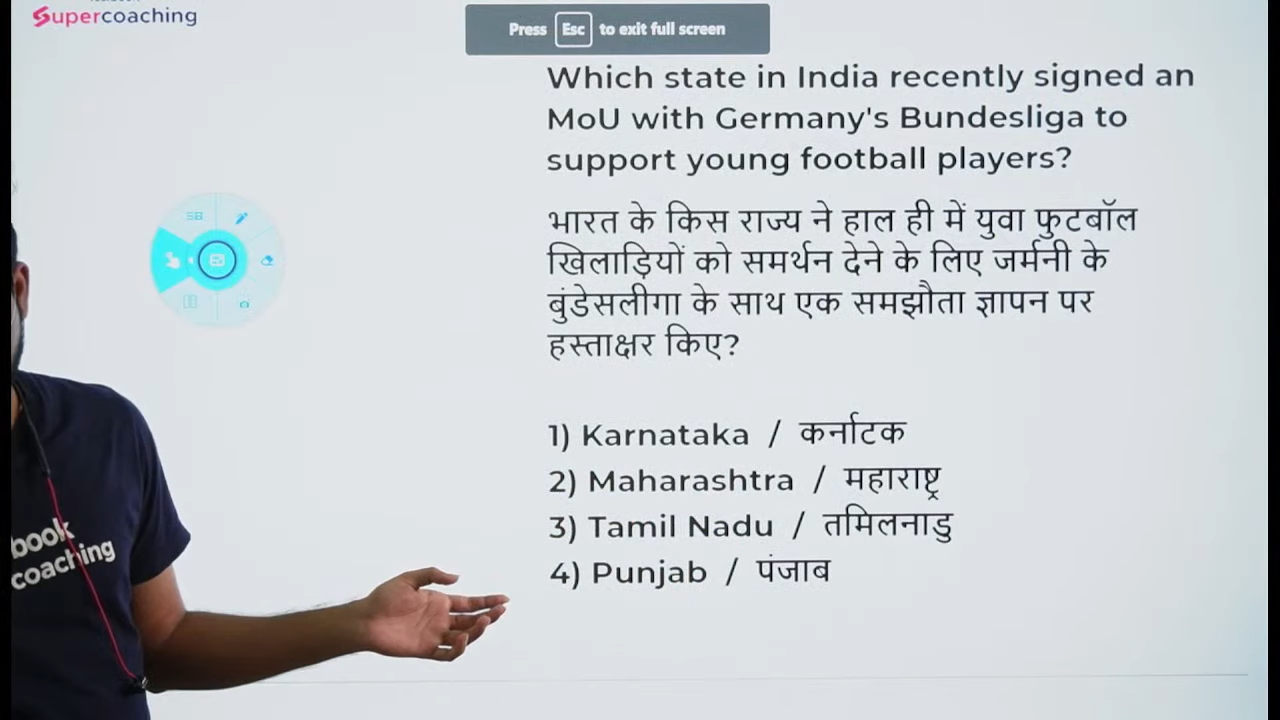 Supercoaching
Press Esc to exit full screen
Which state in India recently signed an
MoU with Germany's Bundesliga to
support young football players?
भारत के किस राज्य ने हाल ही में युवा फुटबॉल
खिलाड़ियों को समर्थन देने के लिए जर्मनी के
बुंडेसलीगा के साथ एक समझौता ज्ञापन पर
हस्ताक्षर किए?
1) Karnataka / कर्नाटक
2) Maharashtra / महाराष्ट्र
3) Tamil Nadu / तमिलनाडु
4) Punjab / पंजाब
book
coaching